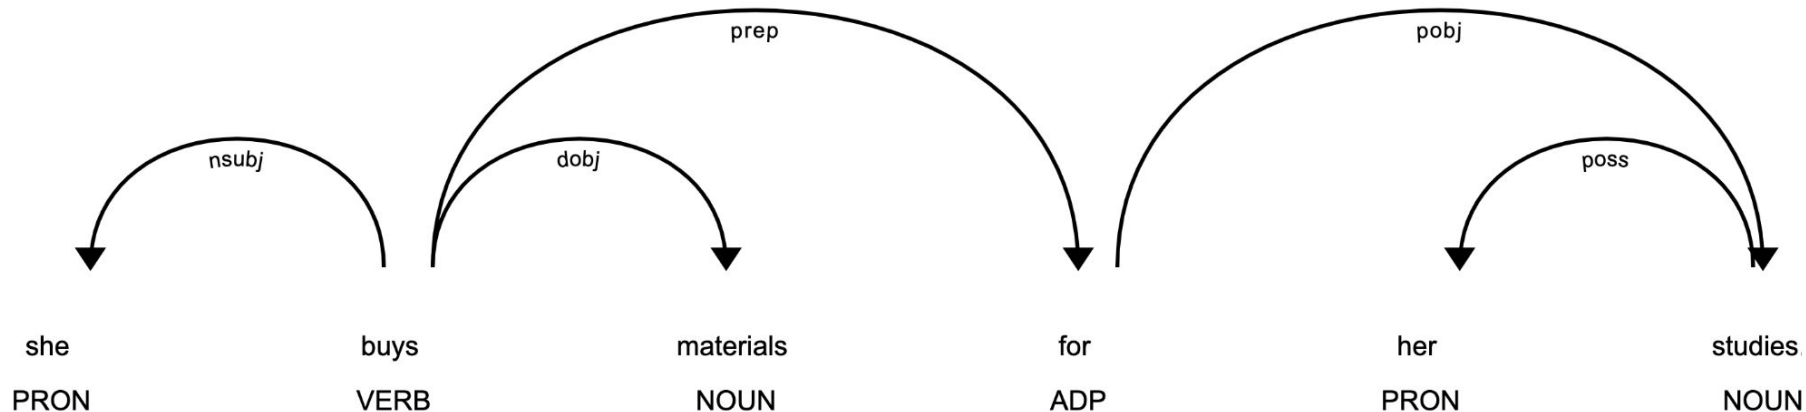 prep pobj
nsubj dobj poss
she buys materials for her studies.
PRON VERB NOUN ADP PRON NOUN